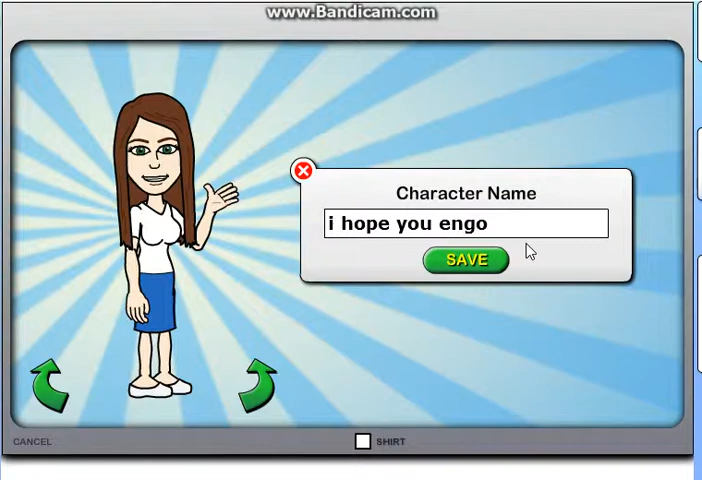 www.Bandicam.com
Character Name
i hope you engo
SAVE
CANCEL
SHIRT